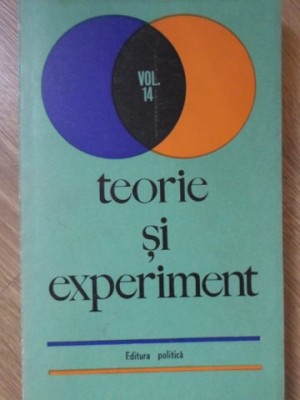 VOL.
14
teorie
și
experiment
Editura politică